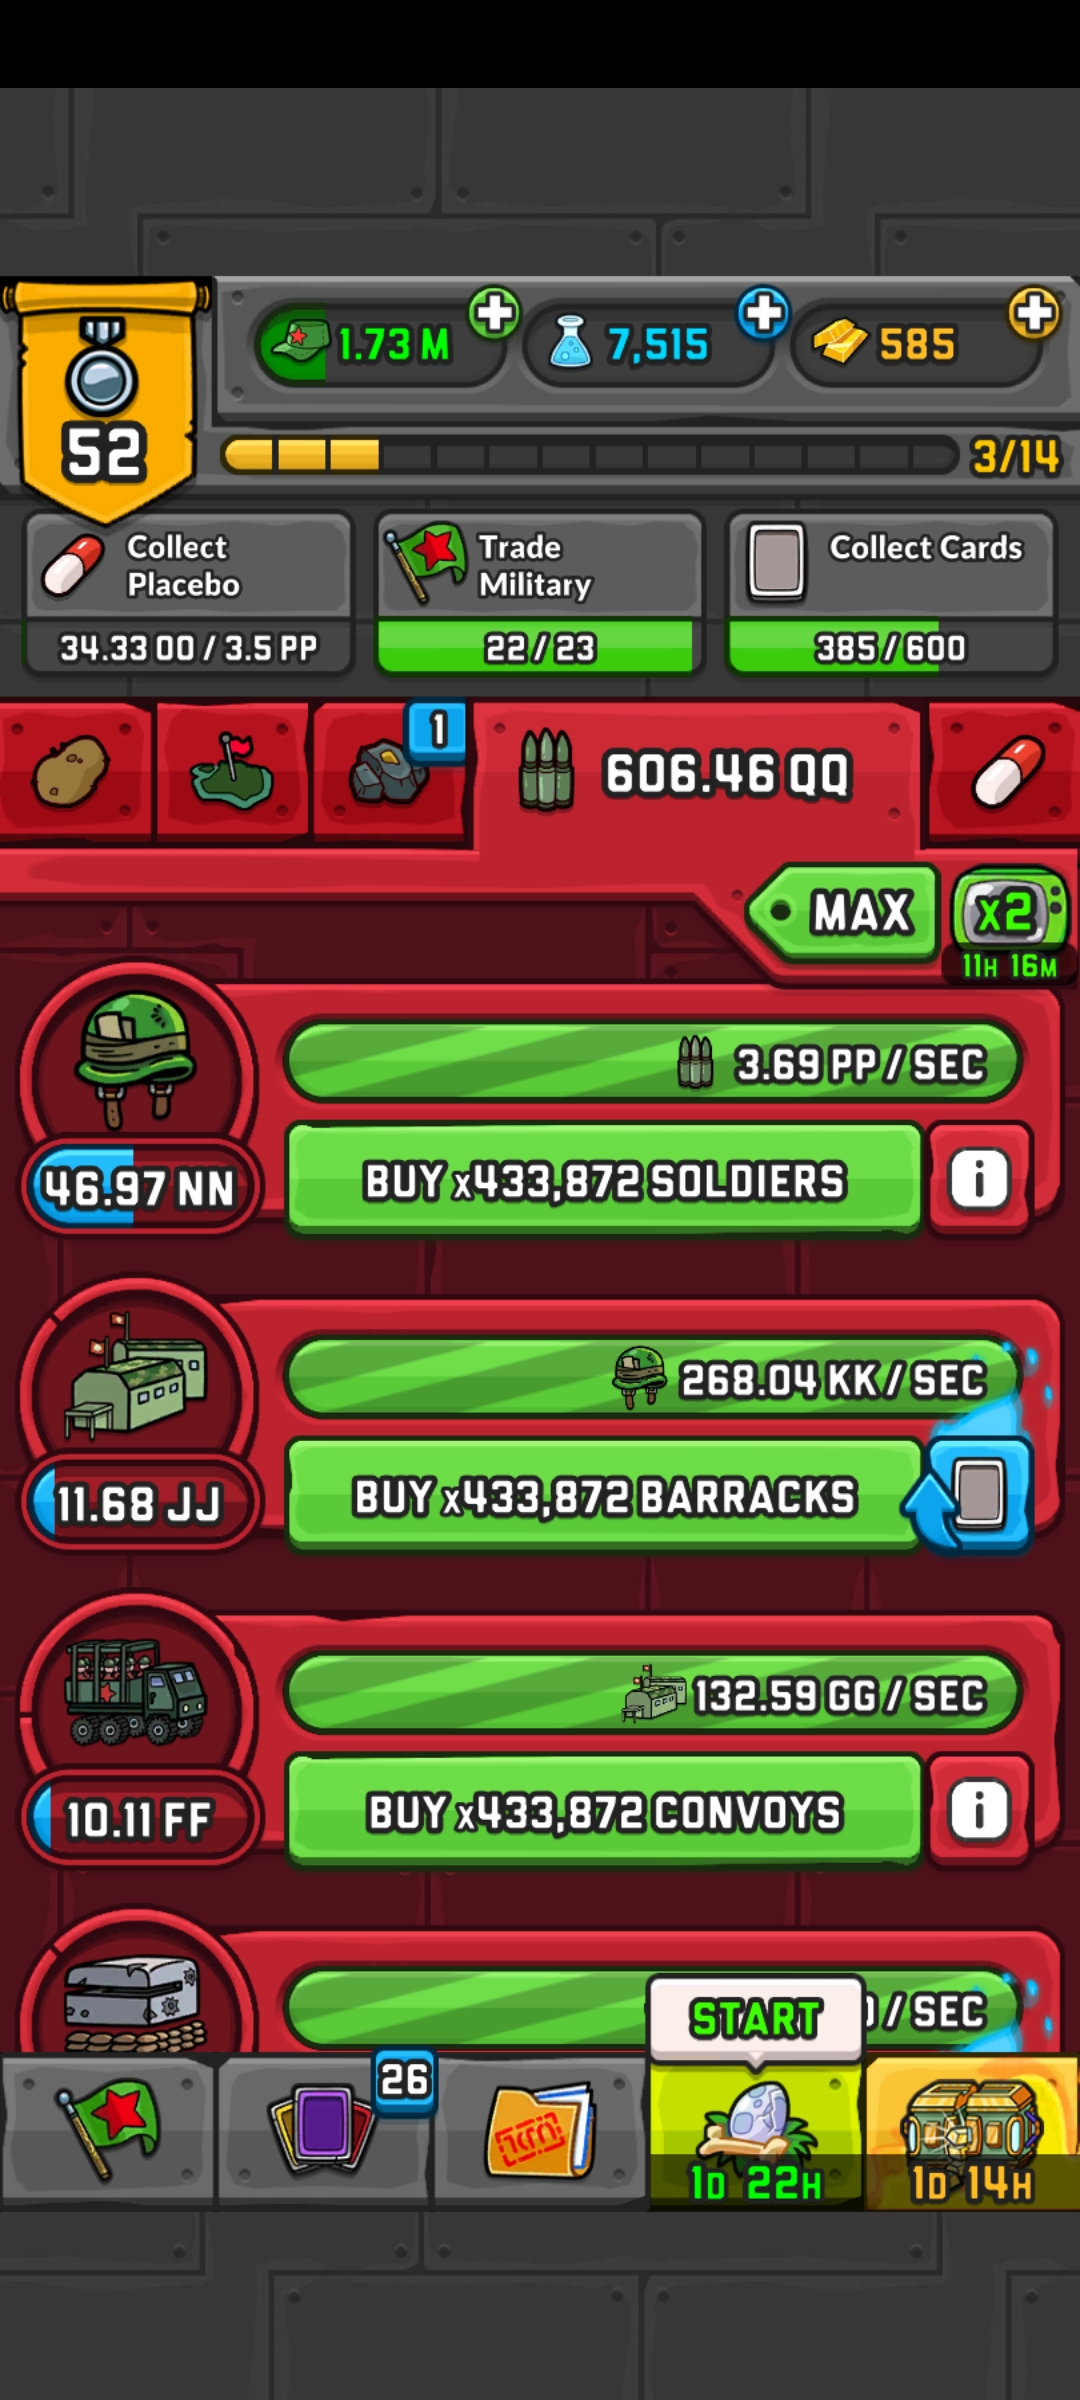 1.73 M
7,515
585
52
3/14
Collect
Placebo
Trade
Military
Collect Cards
34.33 OO / 3.5 PP
22 / 23
385 / 600
1
606.46 QQ
MAX
x2
11H 16M
3.69 PP / SEC
46.97 NN
BUY x433,872 SOLDIERS
i
268.04 KK / SEC
11.68 JJ
BUY x433,872 BARRACKS
132.59 GG / SEC
10.11 FF
BUY x433,872 CONVOYS
i
/ SEC
START
26
1D 22H
1D 14H